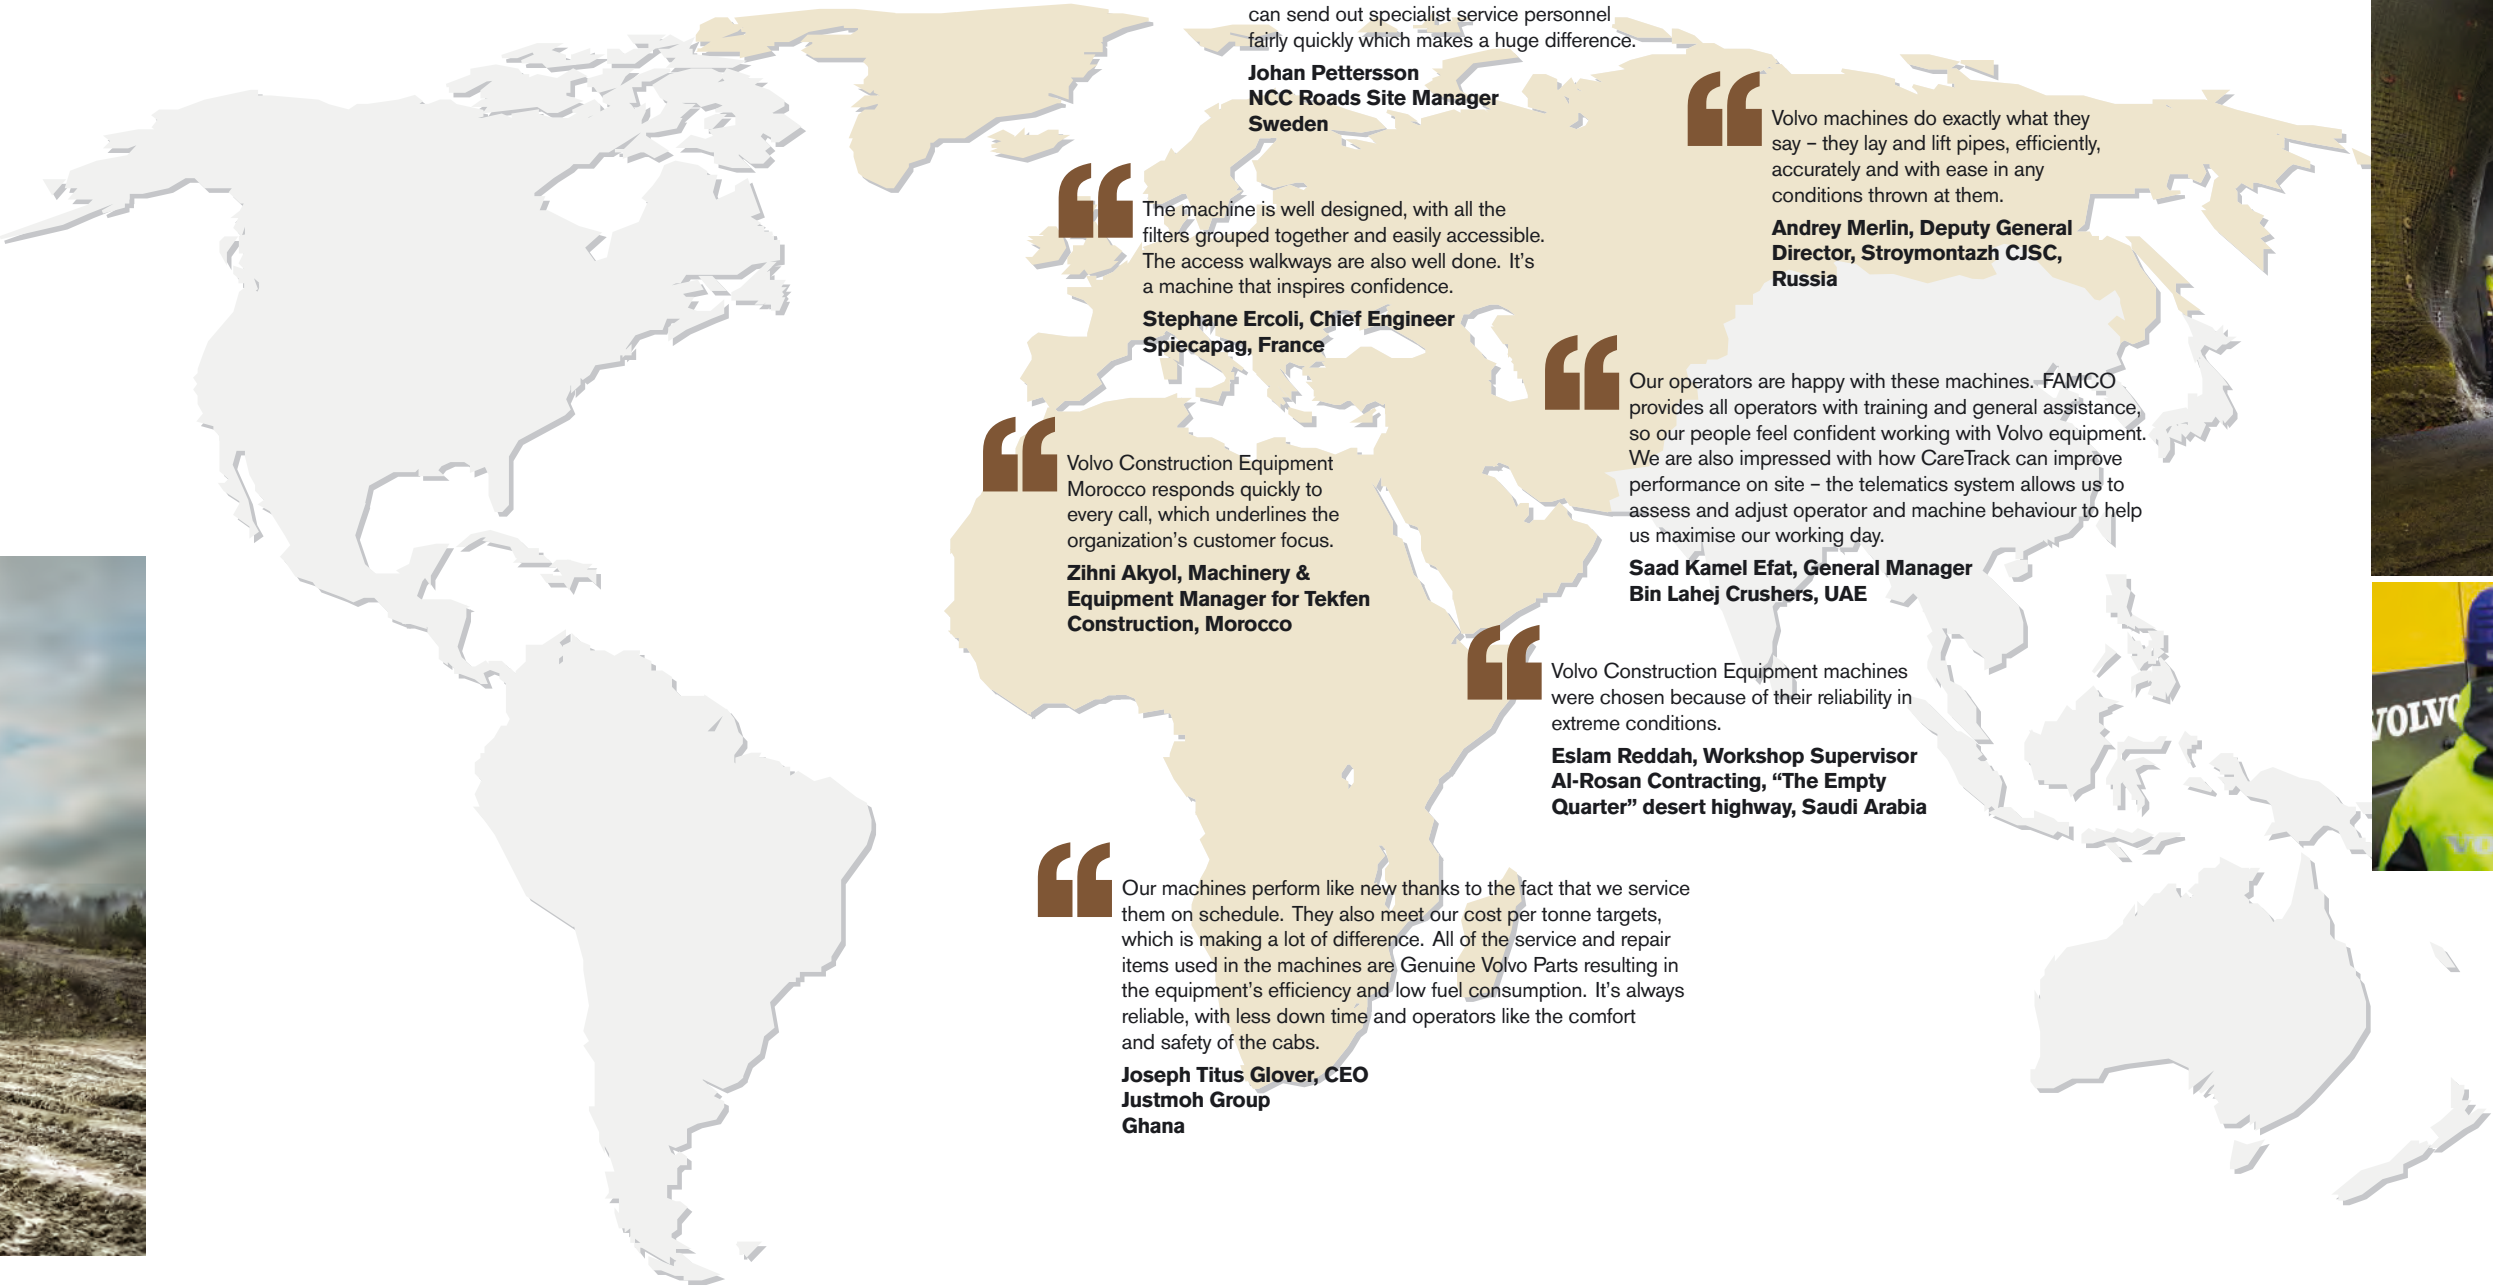 can send out specialist service personnel
fairly quickly which makes a huge difference.
Johan Pettersson
NCC Roads Site Manager
Sweden
Volvo machines do exactly what they
say – they lay and lift pipes, efficiently,
accurately and with ease in any
conditions thrown at them.
Andrey Merlin, Deputy General
Director, Stroymontazh CJSC,
Russia
The machine is well designed, with all the
filters grouped together and easily accessible.
The access walkways are also well done. It's
a machine that inspires confidence.
Stephane Ercoli, Chief Engineer
Spiecapag, France
Our operators are happy with these machines. FAMCO
provides all operators with training and general assistance,
so our people feel confident working with Volvo equipment.
We are also impressed with how CareTrack can improve
performance on site – the telematics system allows us to
assess and adjust operator and machine behaviour to help
us maximise our working day.
Saad Kamel Efat, General Manager
Bin Lahej Crushers, UAE
Volvo Construction Equipment
Morocco responds quickly to
every call, which underlines the
organization's customer focus.
Zihni Akyol, Machinery &
Equipment Manager for Tekfen
Construction, Morocco
Volvo Construction Equipment machines
were chosen because of their reliability in
extreme conditions.
Eslam Reddah, Workshop Supervisor
Al-Rosan Contracting, “The Empty
Quarter” desert highway, Saudi Arabia
Our machines perform like new thanks to the fact that we service
them on schedule. They also meet our cost per tonne targets,
which is making a lot of difference. All of the service and repair
items used in the machines are Genuine Volvo Parts resulting in
the equipment's efficiency and low fuel consumption. It's always
reliable, with less down time and operators like the comfort
and safety of the cabs.
Joseph Titus Glover, CEO
Justmoh Group
Ghana
VOLVO
VO